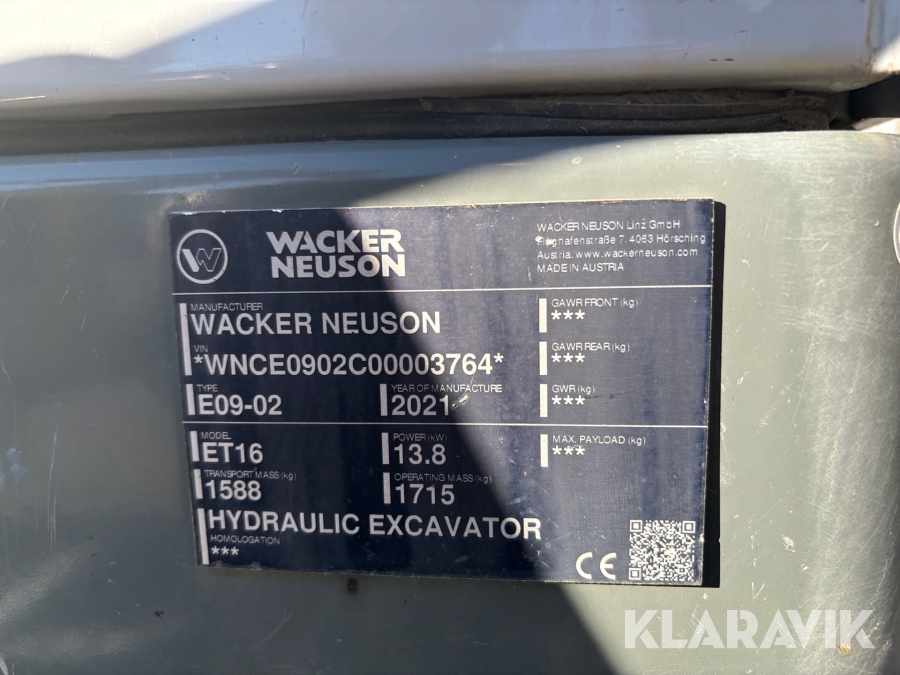 W
WACKER
NEUSON
WACKER NEUSON Linz GmbH
Flughafenstraße 7, 4063 Hörsching
Austria. www.wackerneuson.com
MADE IN AUSTRIA
MANUFACTURER
WACKER NEUSON
VIN
*WNCE0902C00003764*
TYPE
E09-02
YEAR OF MANUFACTURE
2021
MODEL
ET16
POWER (kW)
13.8
TRANSPORT MASS (kg)
1588
OPERATING MASS (kg)
1715
HYDRAULIC EXCAVATOR
HOMOLOGATION
***
GAWR FRONT (kg)
***
GAWR REAR (kg)
***
GWR (kg)
***
MAX. PAYLOAD (kg)
***
CE
KLARAVIK